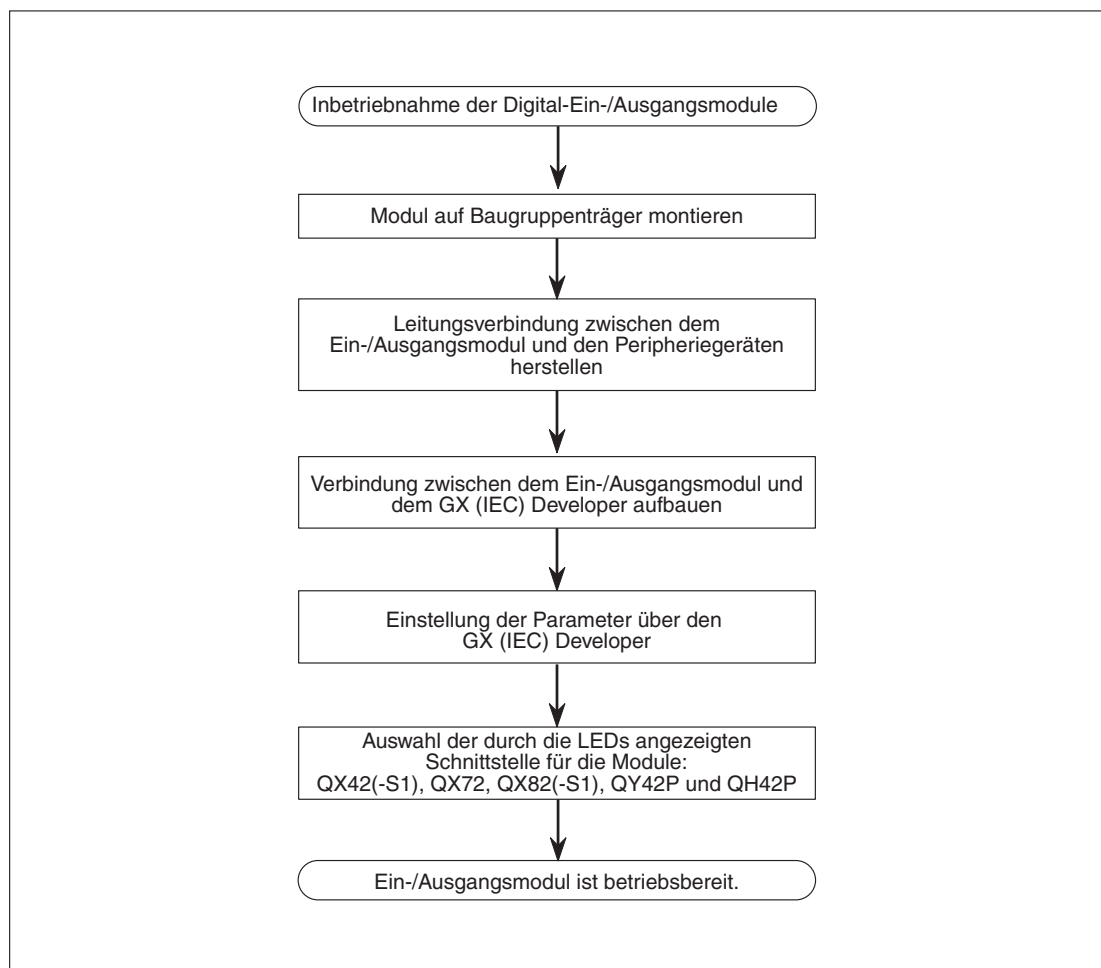 Inbetriebnahme der Digital-Ein-/Ausgangsmodule
Modul auf Baugruppenträger montieren
Leitungsverbindung zwischen dem
Ein-/Ausgangsmodul und den Peripheriegeräten
herstellen
Verbindung zwischen dem Ein-/Ausgangsmodul und
dem GX (IEC) Developer aufbauen
Einstellung der Parameter über den
GX (IEC) Developer
Auswahl der durch die LEDs angezeigten
Schnittstelle für die Module:
QX42(-S1), QX72, QX82(-S1), QY42P und QH42P
Ein-/Ausgangsmodul ist betriebsbereit.